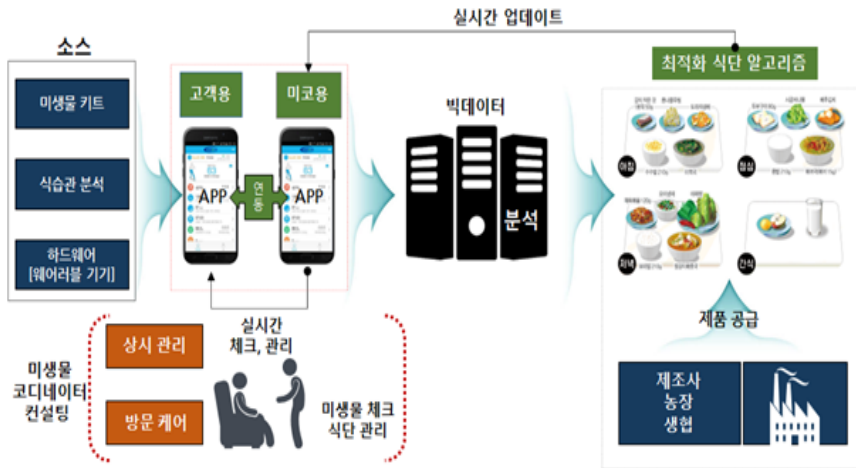 실시간 업데이트
소스
미생물 키트
식습관 분석
하드웨어
[웨어러블 기기]
고객용
미코용
APP
연동
APP
빅데이터
분석
최적화 식단 알고리즘
아침
점심
저녁
간식
제품 공급
제조사
농장
생협
실시간
체크, 관리
미생물
코디네이터
컨설팅
상시 관리
방문 케어
미생물 체크
식단 관리